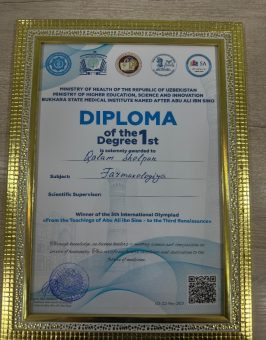 MINISTRY OF HEALTH OF THE REPUBLIC OF UZBEKISTAN
MINISTRY OF HIGHER EDUCATION, SCIENCE AND INNOVATION
BUKHARA STATE MEDICAL INSTITUTE NAMED AFTER ABU ALI IBN SINO
DIPLOMA
of the 1st
Degree
is solemnly awarded to
Qalam Sholpan
Subject: Farmakologiya
Scientific Supervisor:
Winner of the 5th International Olympiad
«From the Teachings of Abu Ali ibn Sino – to the Third Renaissance»